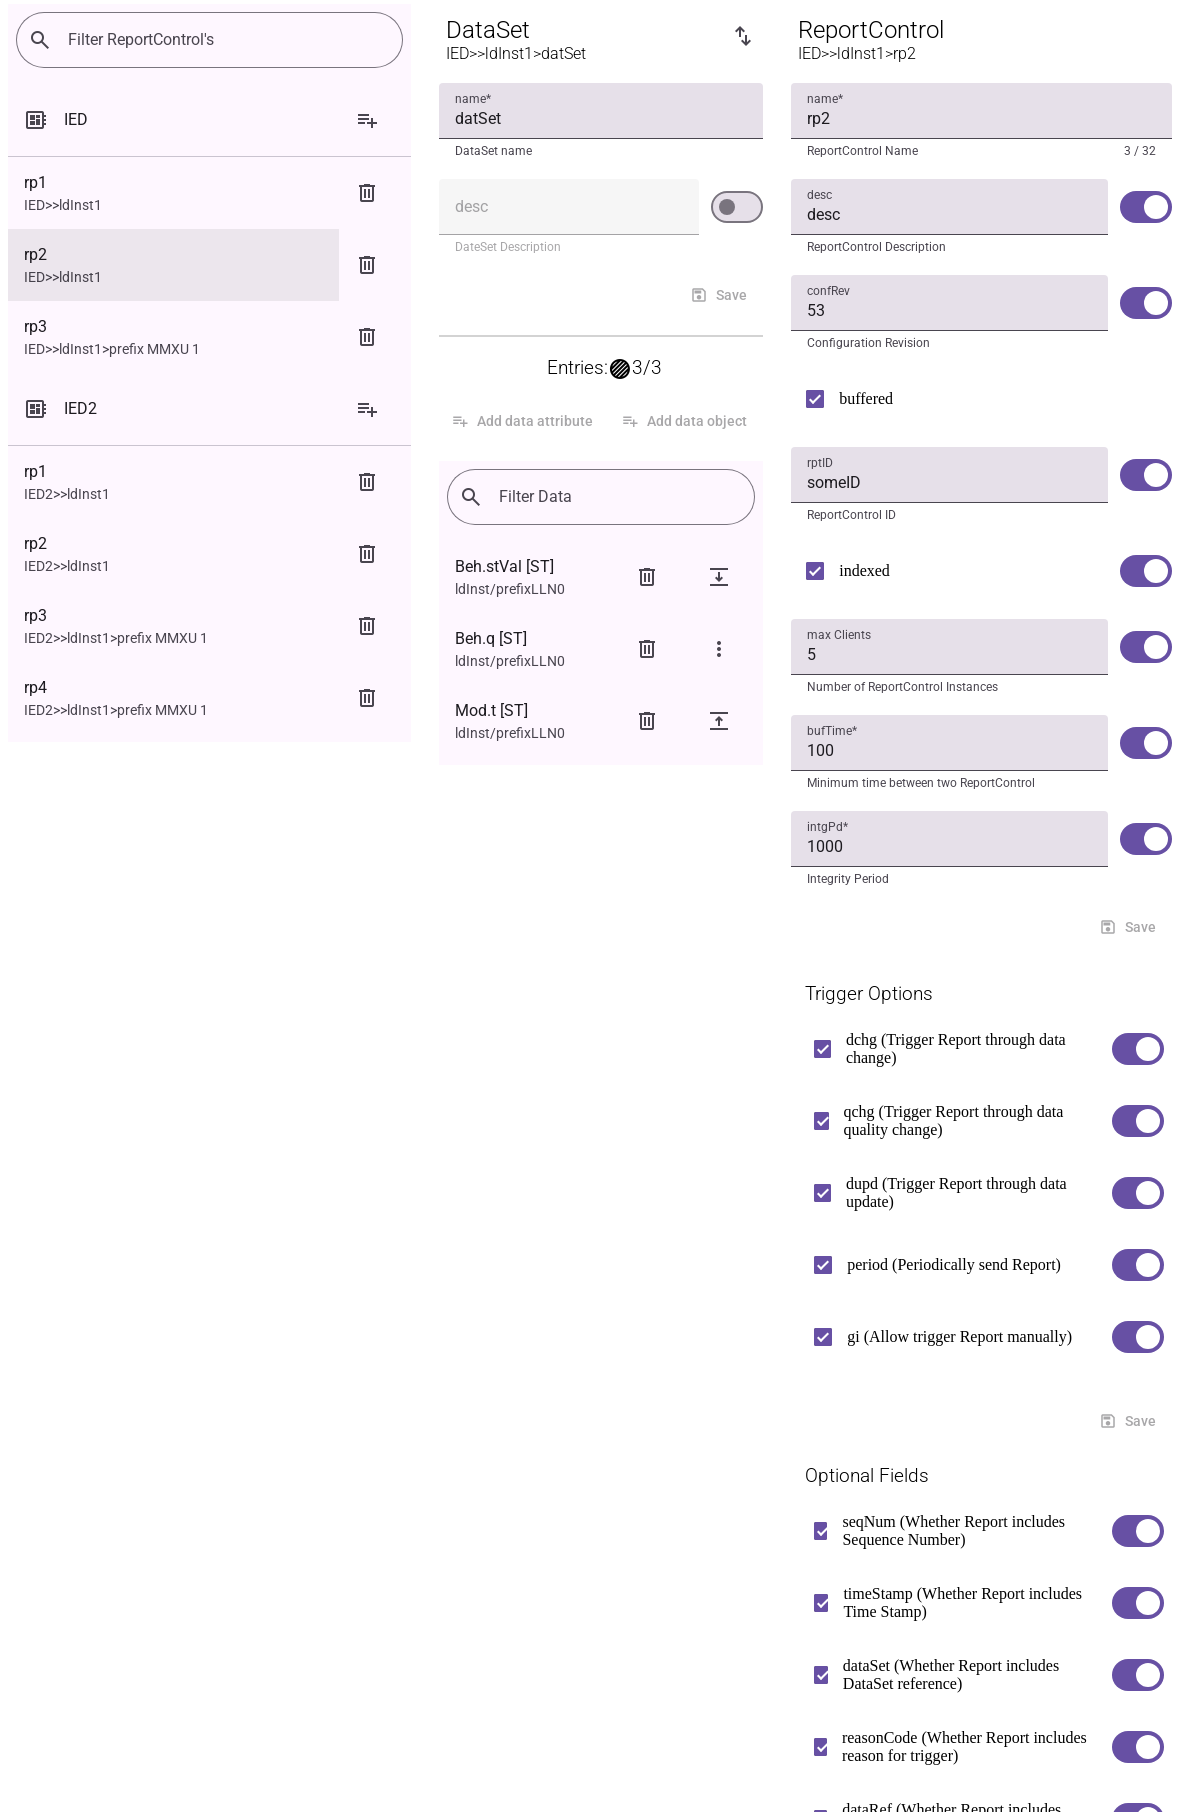 Filter ReportControl's
IED
rp1
IED>>ldInst1
rp2
IED>>ldInst1
rp3
IED>>ldInst1>prefix MMXU 1
IED2
rp1
IED2>>ldInst1
rp2
IED2>>ldInst1
rp3
IED2>>ldInst1>prefix MMXU 1
rp4
IED2>>ldInst1>prefix MMXU 1
DataSet
IED>>ldInst1>datSet
name*
datSet
DataSet name
desc
DateSet Description
Save
Entries: 3/3
Add data attribute
Add data object
Filter Data
Beh.stVal [ST]
ldInst/prefixLLN0
Beh.q [ST]
ldInst/prefixLLN0
Mod.t [ST]
ldInst/prefixLLN0
ReportControl
IED>>ldInst1>rp2
name*
rp2
ReportControl Name 3 / 32
desc
desc
ReportControl Description
confRev
53
Configuration Revision
buffered
rptID
someID
ReportControl ID
indexed
max Clients
5
Number of ReportControl Instances
bufTime*
100
Minimum time between two ReportControl
intgPd*
1000
Integrity Period
Save
Trigger Options
dchg (Trigger Report through data
change)
qchg (Trigger Report through data
quality change)
dupd (Trigger Report through data
update)
period (Periodically send Report)
gi (Allow trigger Report manually)
Save
Optional Fields
seqNum (Whether Report includes
Sequence Number)
timeStamp (Whether Report includes
Time Stamp)
dataSet (Whether Report includes
DataSet reference)
reasonCode (Whether Report includes
reason for trigger)
dataRef (Whether Report includes